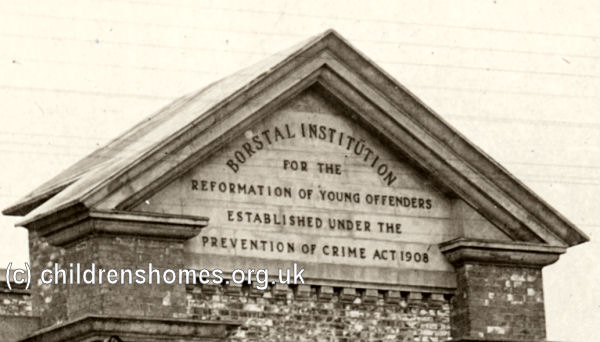 BORSTAL INSTITUTION
FOR THE
REFORMATION OF YOUNG OFFENDERS
ESTABLISHED UNDER THE
PREVENTION OF CRIME ACT 1908
(c) childrenshomes.org.uk